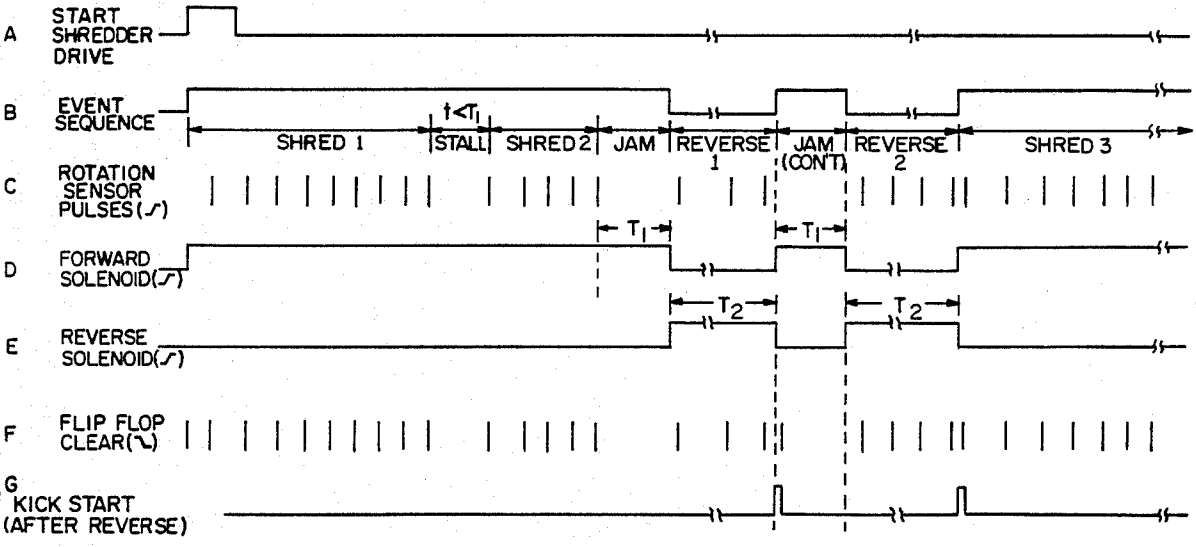 A
START
SHREDDER
DRIVE
B
EVENT
SEQUENCE
t<T1
SHRED 1
STALL
SHRED 2
JAM
REVERSE
1
JAM
(CON'T)
REVERSE
2
SHRED 3
C
ROTATION
SENSOR
PULSES(⎍)
T1
T1
D
FORWARD
SOLENOID(⎍)
T2
T2
E
REVERSE
SOLENOID(⎍)
F
FLIP FLOP
CLEAR(⎍)
G
KICK START
(AFTER REVERSE)